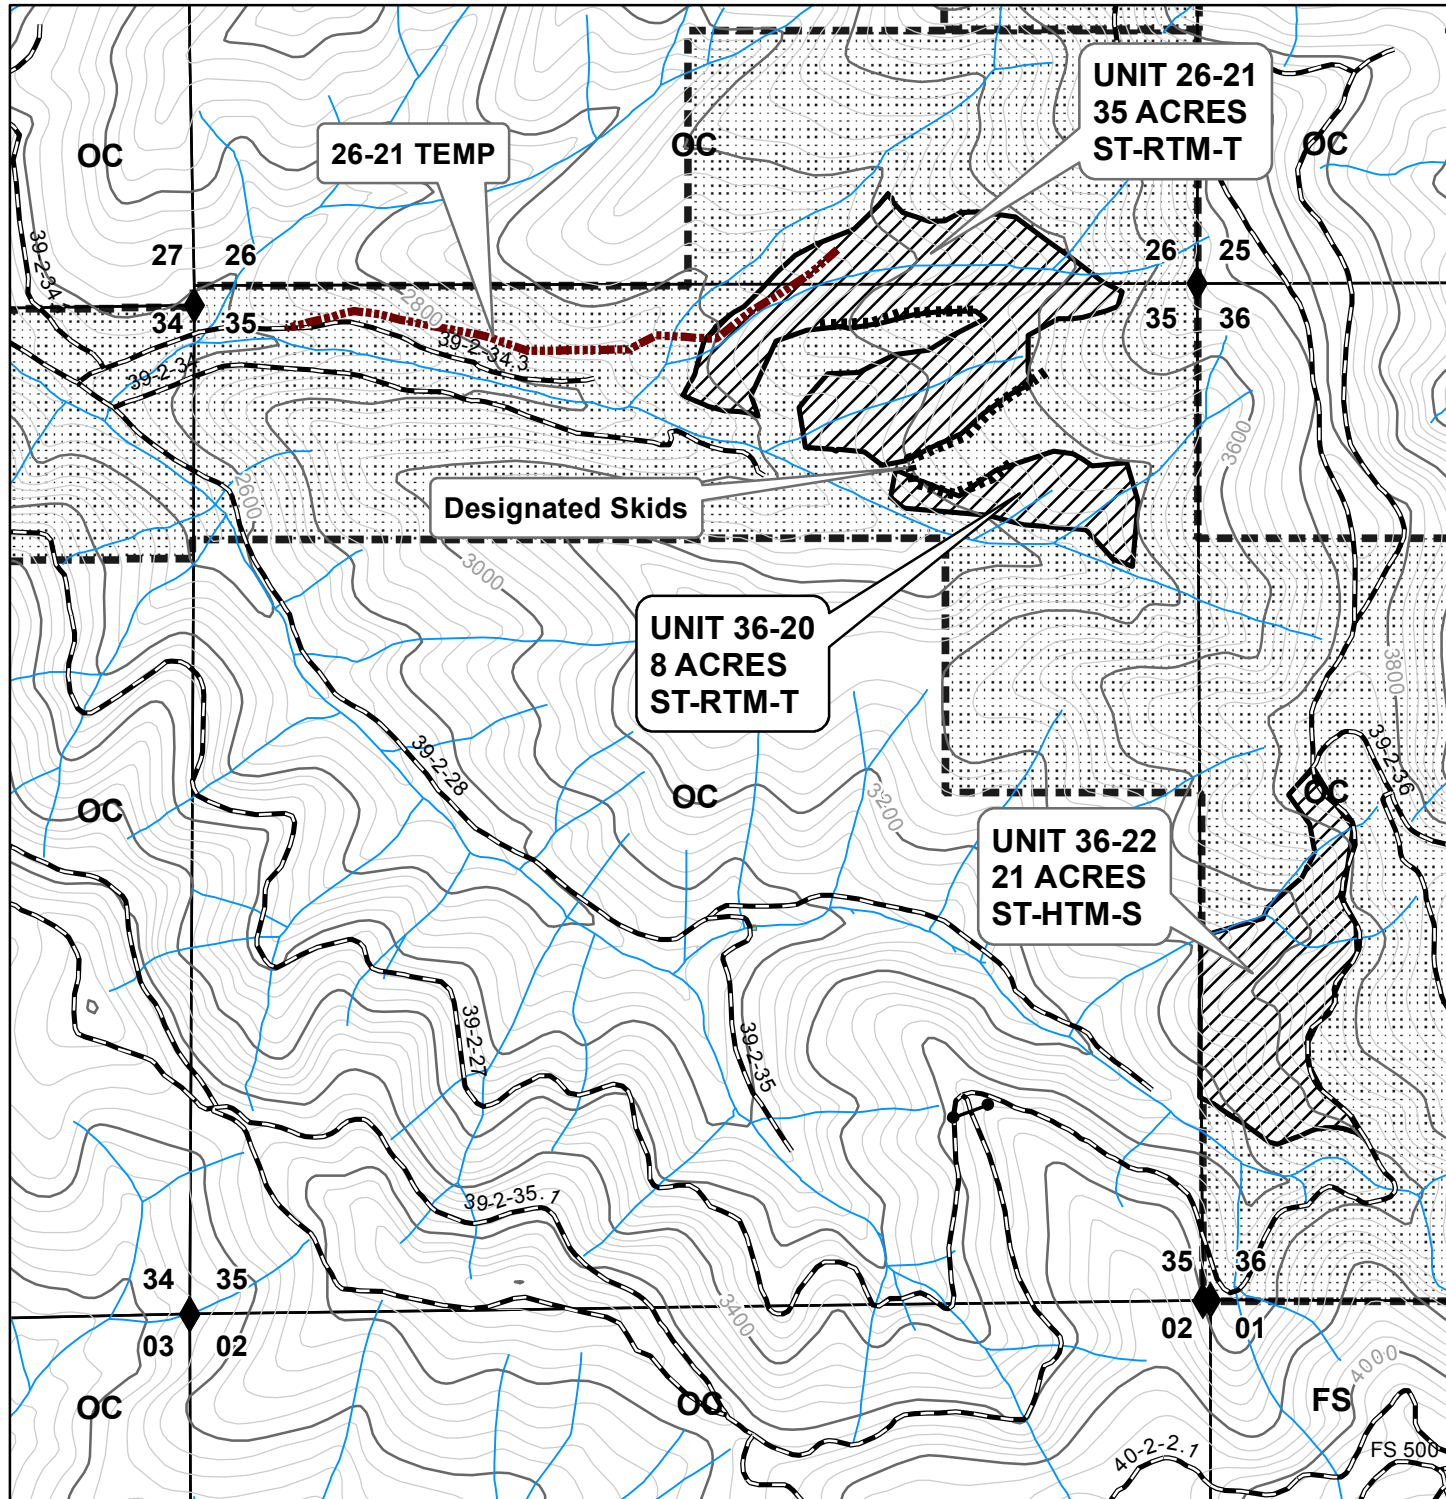 UNIT 26-21
35 ACRES
ST-RTM-T
OC
26-21 TEMP
OC
OC
39-2-34.1
27
26
26
25
34
35
35
36
2800
39-2-34.3
39-2-34
3600
2600
Designated Skids
3000
UNIT 36-20
8 ACRES
ST-RTM-T
3800
39-2-28
39-2-36
OC
OC
OC
3200
UNIT 36-22
21 ACRES
ST-HTM-S
39-2-27
39-2-35
39-2-35.1
34
35
35
36
3400
03
02
02
01
4000
OC
OC
FS
40-2-2.1
FS 500